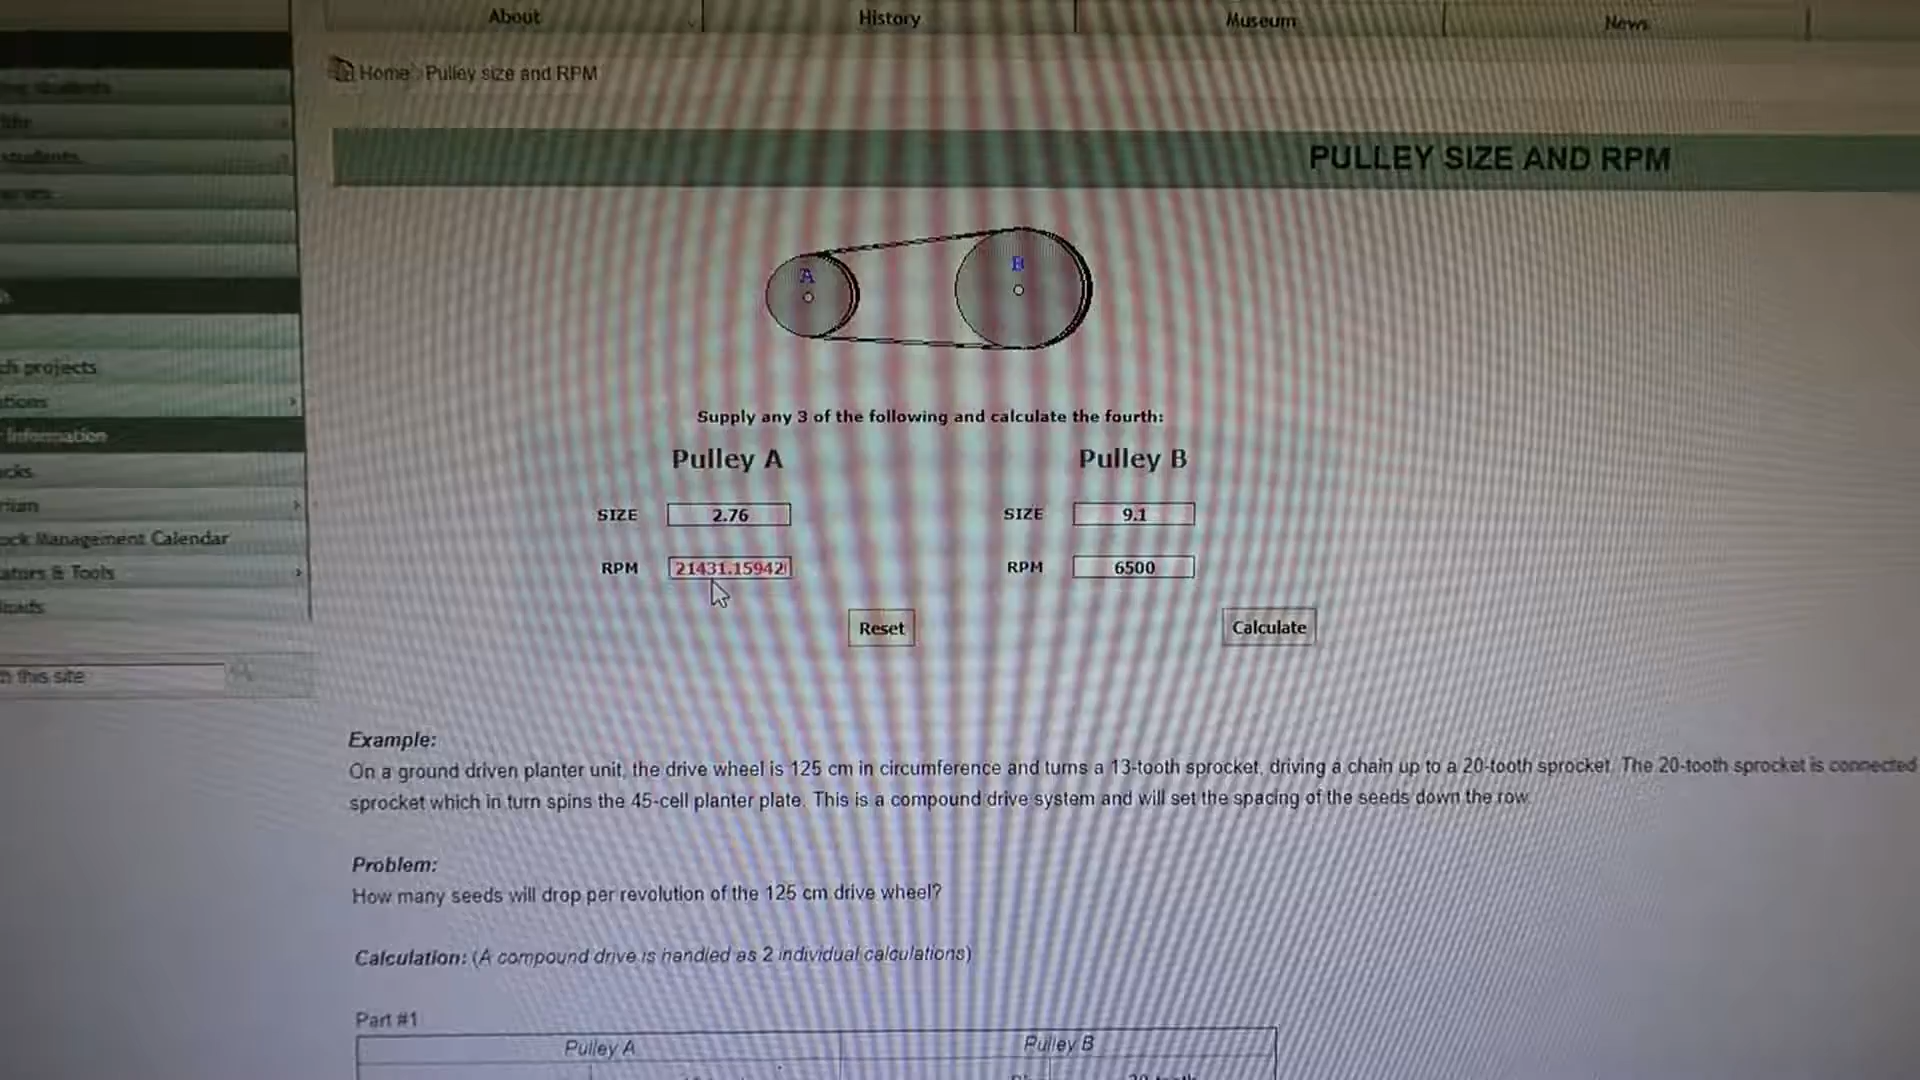 About History Museum News
Home Pulley size and RPM
PULLEY SIZE AND RPM
A B
Supply any 3 of the following and calculate the fourth:
Pulley A Pulley B
SIZE 2.76 SIZE 9.1
RPM 21431.15942 RPM 6500
Reset Calculate
students
projects
Information
Management Calendar
& Tools
this site
Example:
On a ground driven planter unit, the drive wheel is 125 cm in circumference and turns a 13-tooth sprocket, driving a chain up to a 20-tooth sprocket. The 20-tooth sprocket is connected
sprocket which in turn spins the 45-cell planter plate. This is a compound drive system and will set the spacing of the seeds down the row.
Problem:
How many seeds will drop per revolution of the 125 cm drive wheel?
Calculation: (A compound drive is handled as 2 individual calculations)
Part #1
Pulley A Pulley B